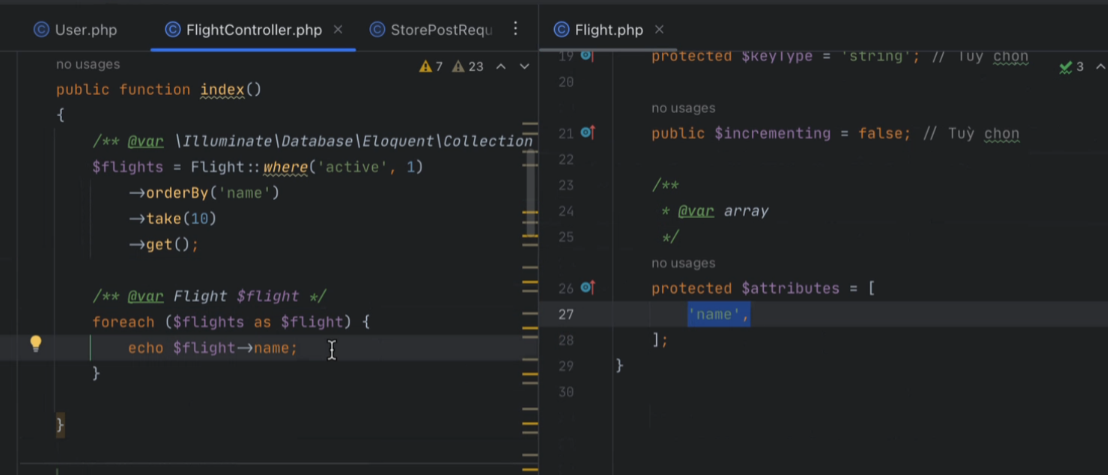 User.php
FlightController.php
StorePostRequ
no usages
7
23
public function index()
{
/** @var \Illuminate\Database\Eloquent\Collection
$flights = Flight::where('active', 1)
->orderBy('name')
->take(10)
->get();
/** @var Flight $flight */
foreach ($flights as $flight) {
echo $flight->name;
}
}
Flight.php
19 protected $keyType = 'string'; // Tuỳ chọn
3
20
no usages
21 public $incrementing = false; // Tuỳ chọn
22
23 /**
24 * @var array
25 */
no usages
26 protected $attributes = [
27 'name',
28 ];
29 }
30